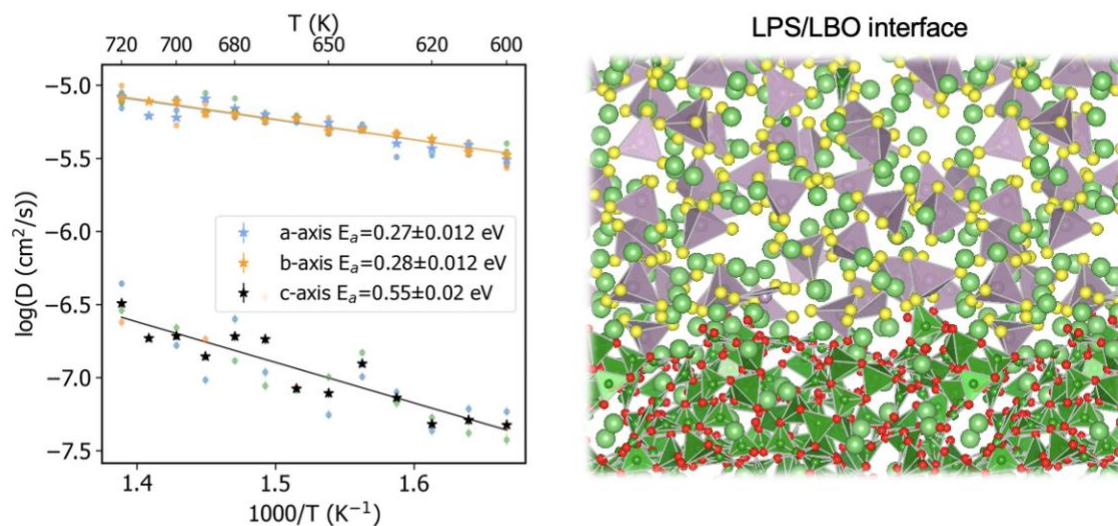 T (K)
720 700 680 650 620 600
LPS/LBO interface
log(D (cm²/s))
−5.0
−5.5
−6.0
−6.5
−7.0
−7.5
a-axis Eₐ=0.27±0.012 eV
b-axis Eₐ=0.28±0.012 eV
c-axis Eₐ=0.55±0.02 eV
1.4 1.5 1.6
1000/T (K⁻¹)